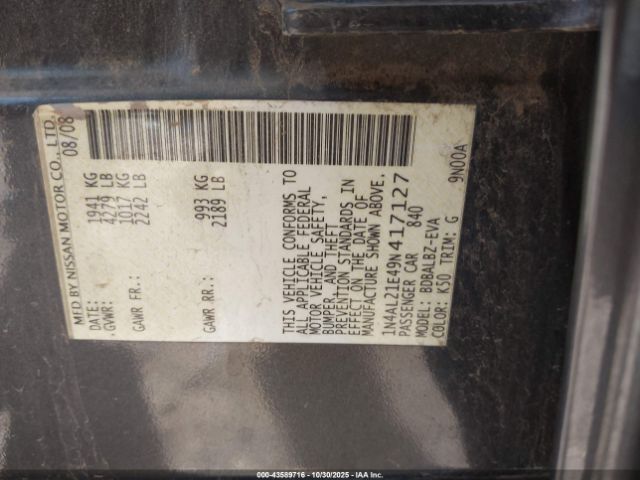 MFD BY NISSAN MOTOR CO., LTD.
DATE: 08/08
GVWR: 1941 KG
4279 LB
GAWR FR.: 1017 KG
2242 LB
GAWR RR.: 993 KG
2189 LB
THIS VEHICLE CONFORMS TO
ALL APPLICABLE FEDERAL
MOTOR VEHICLE SAFETY,
BUMPER, AND THEFT
PREVENTION STANDARDS IN
EFFECT ON THE DATE OF
MANUFACTURE SHOWN ABOVE.
1N4AL21E49N417127
PASSENGER CAR 840
MODEL: BDBALBZ-EVA
COLOR: K50 TRIM: G
9N00A
000-43589716 - 10/30/2025 - IAA Inc.